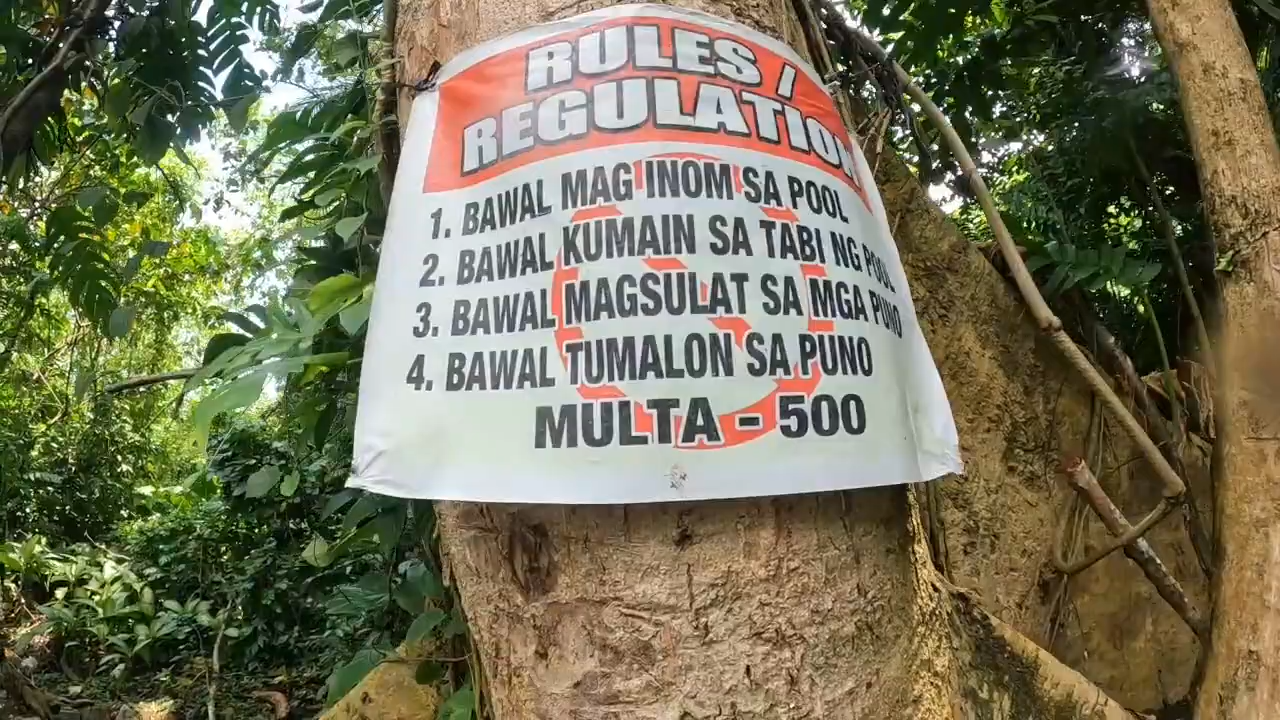 RULES /
REGULATION
1. BAWAL MAG INOM SA POOL
2. BAWAL KUMAIN SA TABI NG POOL
3. BAWAL MAGSULAT SA MGA PUNO
4. BAWAL TUMALON SA PUNO
MULTA - 500